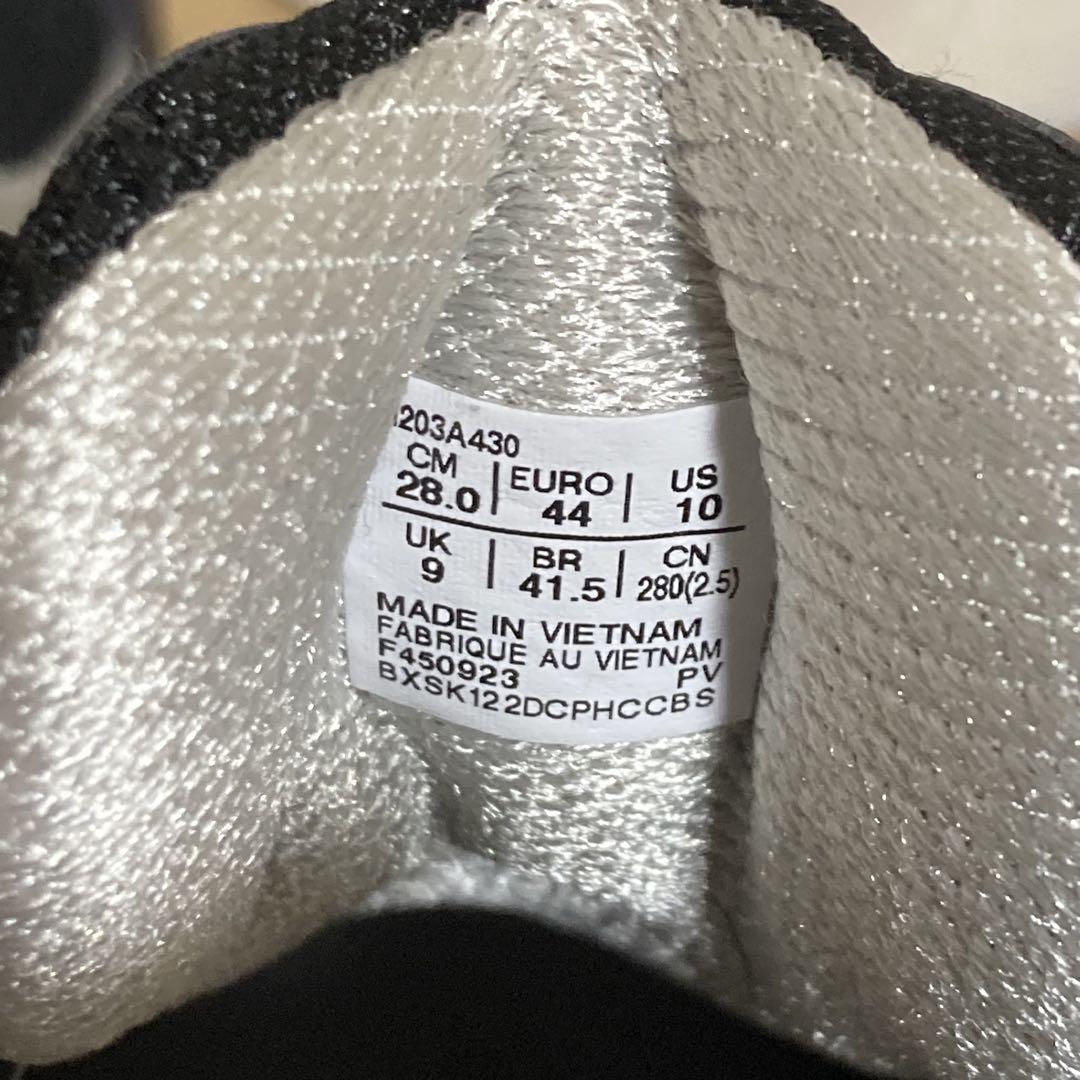 1203A430
CM | EURO | US
28.0 | 44 | 10
UK | BR | CN
9 | 41.5 | 280(2.5)
MADE IN VIETNAM
FABRIQUE AU VIETNAM
F450923 PV
BXSK122DCPHCCBS